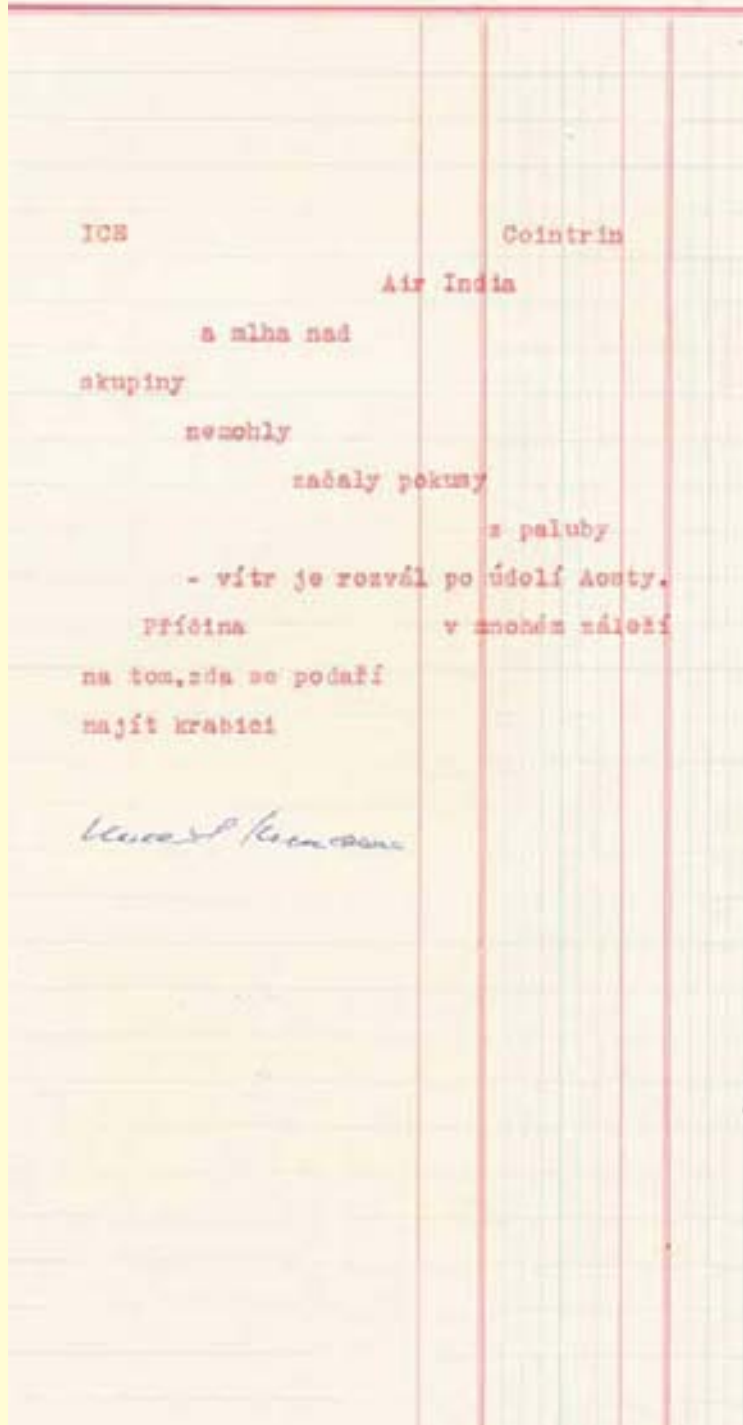 ICE Cointrin
Air India
a mlha nad
skupiny
nemohly
začaly pokusy
z paluby
- vítr je rozvál po údolí Aosty.
Příčina v mnohém záleží
na tom,zda se podaří
najít krabici